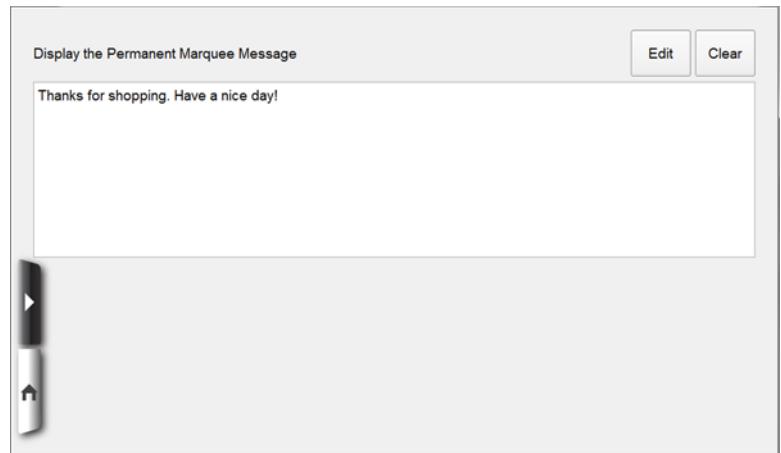 Display the Permanent Marquee Message
Edit
Clear
Thanks for shopping. Have a nice day!